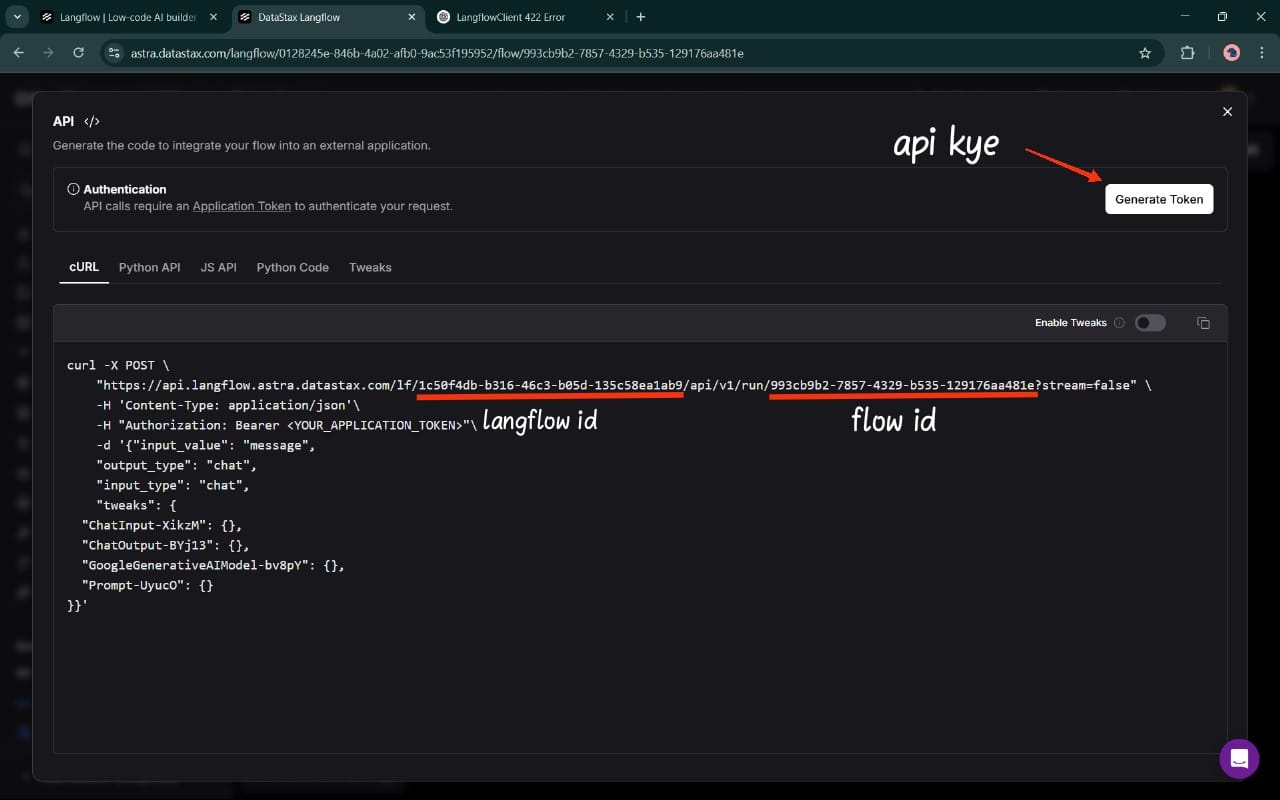 Langflow | Low-code AI builder
DataStax Langflow
LangflowClient 422 Error
astra.datastax.com/langflow/0128245e-846b-4a02-afb0-9ac53f195952/flow/993cb9b2-7857-4329-b535-129176aa481e
API </>
Generate the code to integrate your flow into an external application.
api kye
Authentication
API calls require an Application Token to authenticate your request.
Generate Token
cURL Python API JS API Python Code Tweaks
Enable Tweaks
curl -X POST \
"https://api.langflow.astra.datastax.com/lf/1c50f4db-b316-46c3-b05d-135c58ea1ab9/api/v1/run/993cb9b2-7857-4329-b535-129176aa481e?stream=false" \
-H 'Content-Type: application/json'\
-H "Authorization: Bearer <YOUR_APPLICATION_TOKEN>"\
langflow id
flow id
-d '{"input_value": "message",
"output_type": "chat",
"input_type": "chat",
"tweaks": {
"ChatInput-XikzM": {},
"ChatOutput-BYj13": {},
"GoogleGenerativeAIModel-bv8pY": {},
"Prompt-UyucO": {}
}}'